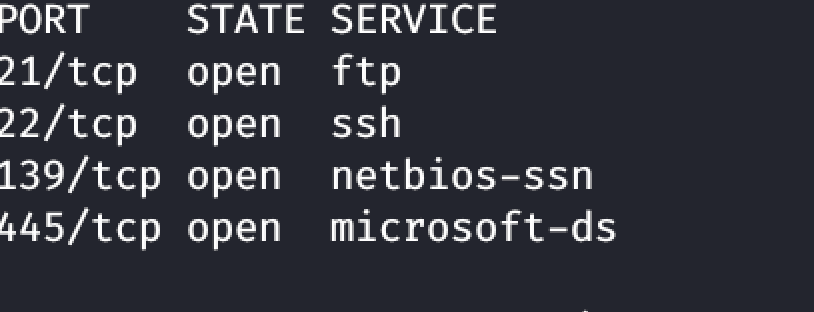 PORT    STATE SERVICE
21/tcp  open  ftp
22/tcp  open  ssh
139/tcp open  netbios-ssn
445/tcp open  microsoft-ds